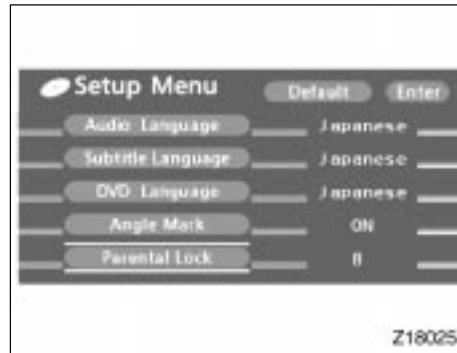 Setup Menu Default Enter
Audio Language Japanese
Subtitle Language Japanese
DVD Language Japanese
Angle Mark ON
Parental Lock 8
Z18025